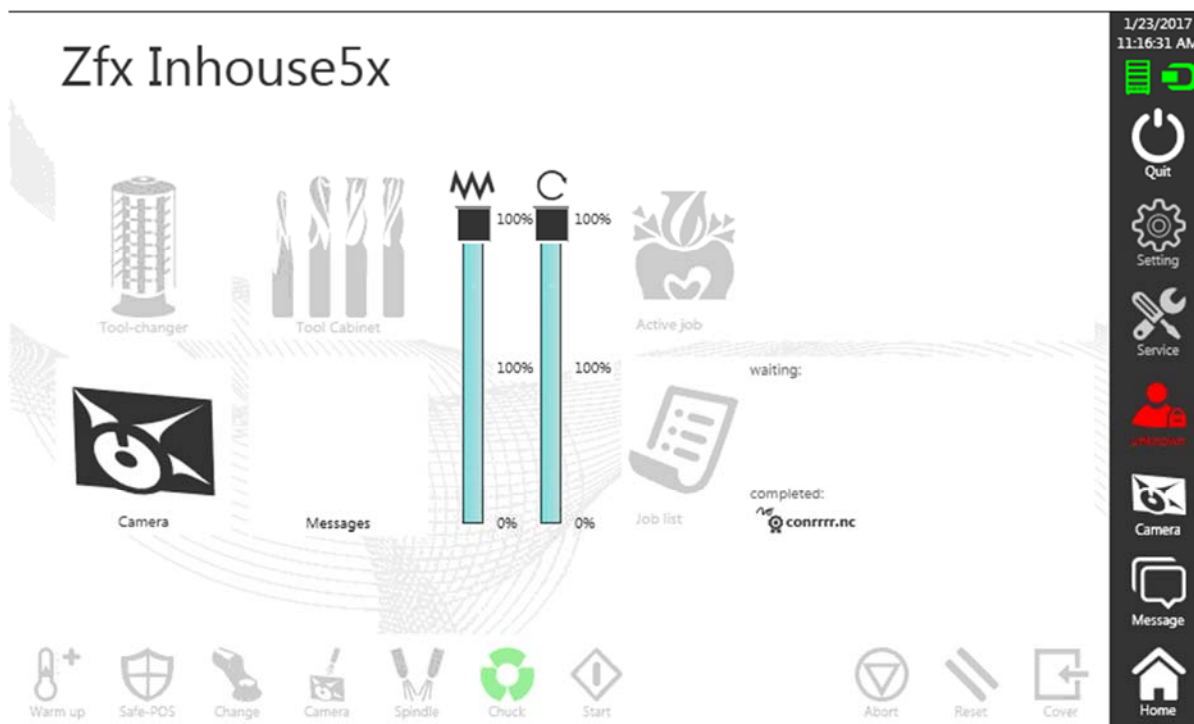 Zfx Inhouse5x
1/23/2017
11:16:31 AM
Quit
Setting
Service
unknown
Camera
Message
Home
Tool-changer
Tool Cabinet
100%
100%
Active job
100%
100%
waiting:
Camera
Messages
0%
0%
Job list
completed:
conrrrr.nc
Warm up
Safe-POS
Change
Camera
Spindle
Chuck
Start
Abort
Reset
Cover